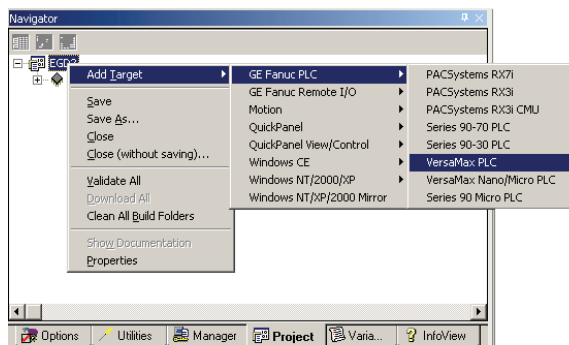 Navigator
EGD2
Add Target
Save
Save As...
Close
Close (without saving)...
Validate All
Download All
Clean All Build Folders
Show Documentation
Properties
GE Fanuc PLC
GE Fanuc Remote I/O
Motion
QuickPanel
QuickPanel View/Control
Windows CE
Windows NT/2000/XP
Windows NT/XP/2000 Mirror
PACSystems RX7i
PACSystems RX3i
PACSystems RX3i CMU
Series 90-70 PLC
Series 90-30 PLC
VersaMax PLC
VersaMax Nano/Micro PLC
Series 90 Micro PLC
Options
Utilities
Manager
Project
Varia...
InfoView